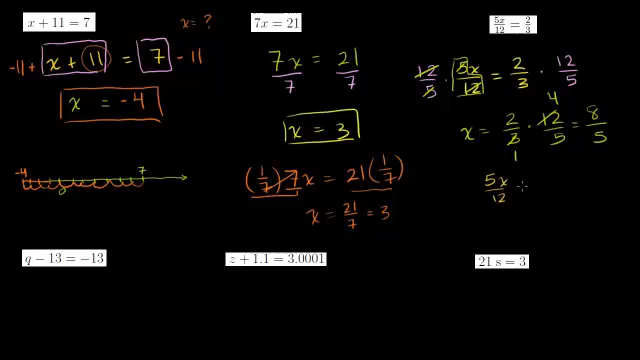 x + 11 = 7
x = ?
-11 + x + 11 = 7 - 11
x = -4
-4 0 7
7x = 21
7x = 21
7 7
x = 3
(1/7) 7x = 21 (1/7)
x = 21/7 = 3
5x/12 = 2/3
12/5 · 5x/12 = 2/3 · 12/5
4
x = 2/3 · 12/5 = 8/5
1
5x/12 =
q - 13 = -13
z + 1.1 = 3.0001
21 s = 3